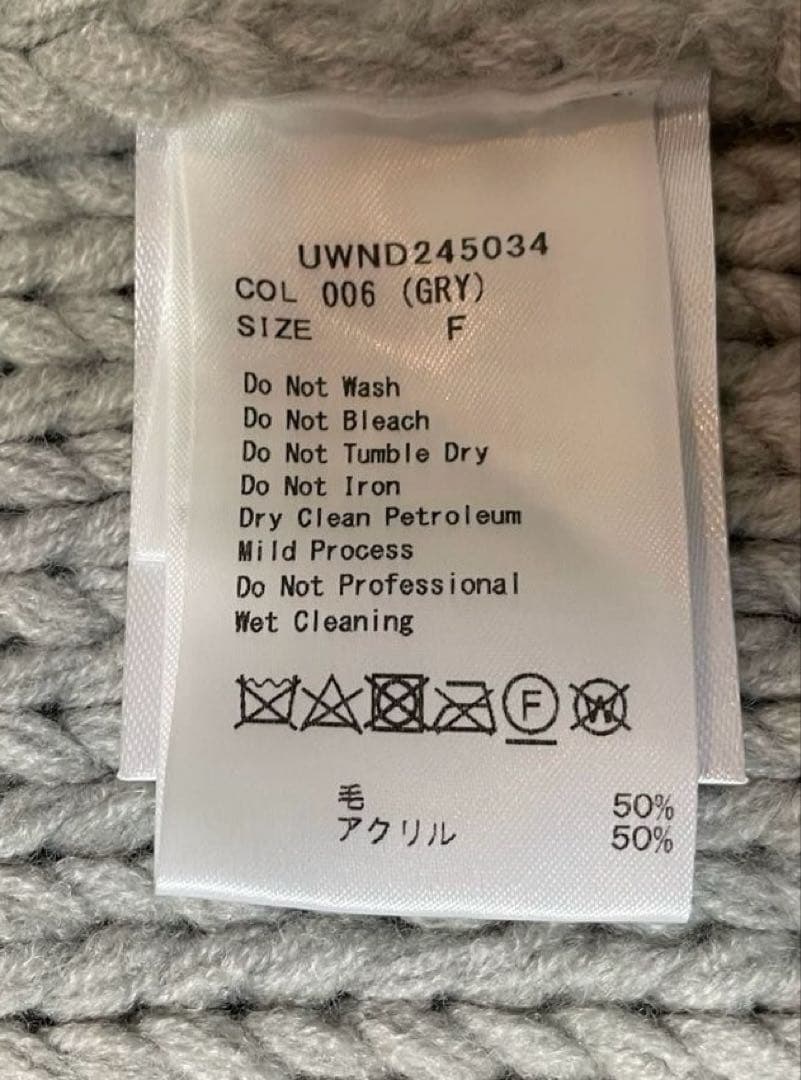 UWND245034
COL 006 (GRY)
SIZE F
Do Not Wash
Do Not Bleach
Do Not Tumble Dry
Do Not Iron
Dry Clean Petroleum
Mild Process
Do Not Professional
Wet Cleaning
F W
毛 50%
アクリル 50%